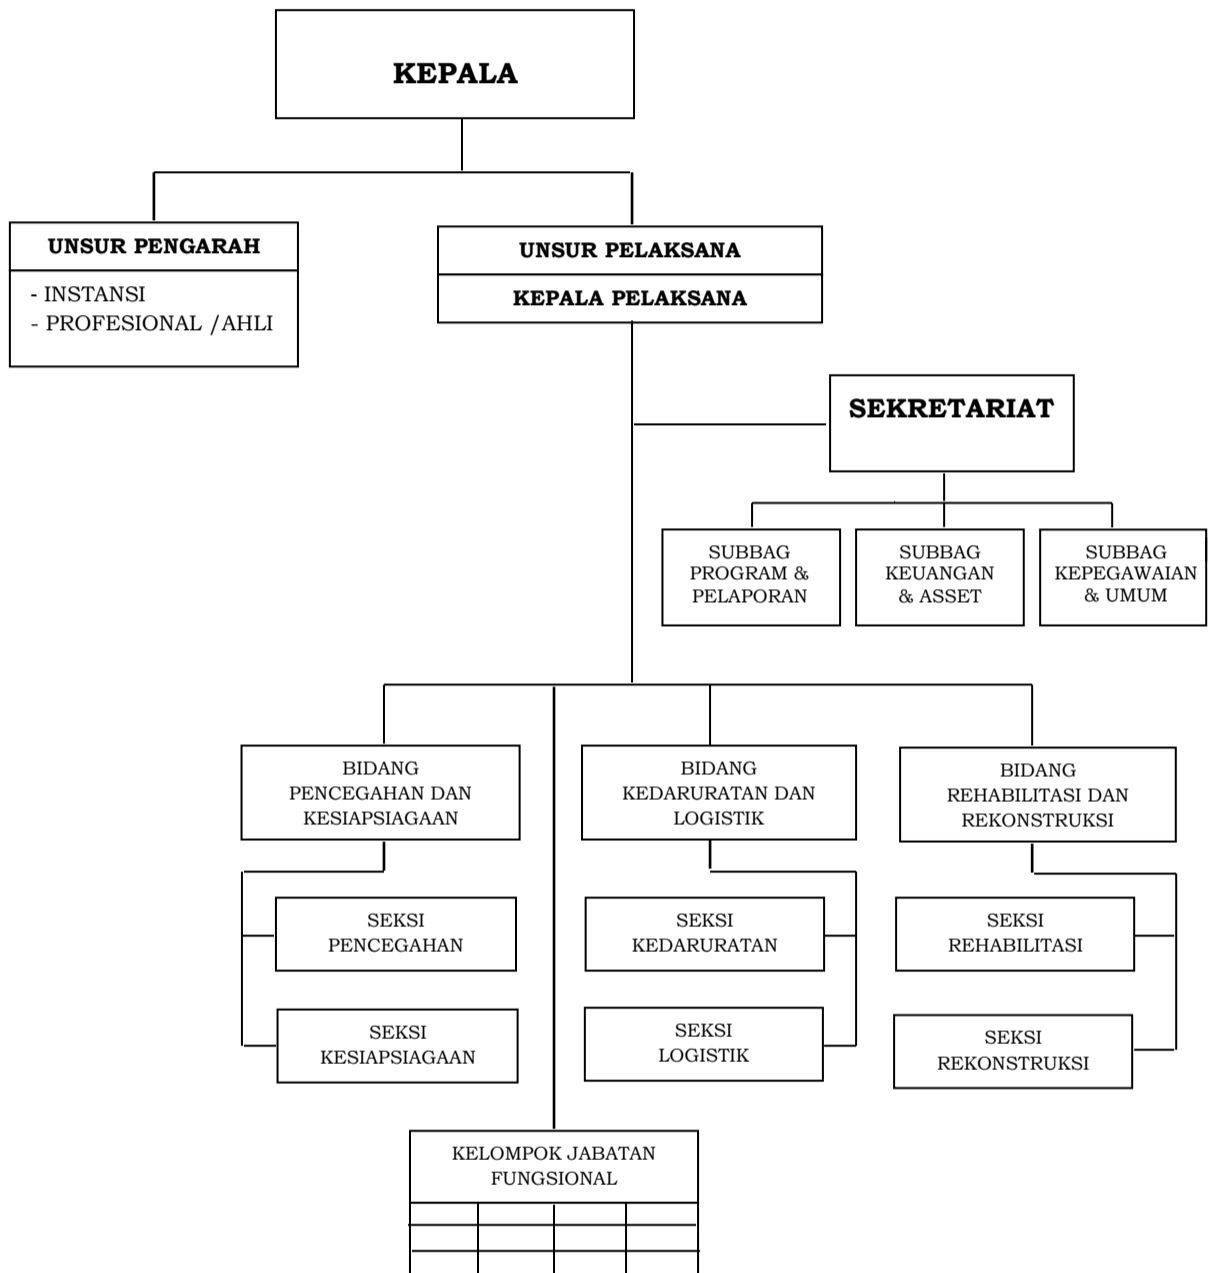 KEPALA
UNSUR PENGARAH
- INSTANSI
- PROFESIONAL /AHLI
UNSUR PELAKSANA
KEPALA PELAKSANA
SEKRETARIAT
SUBBAG
PROGRAM &
PELAPORAN
SUBBAG
KEUANGAN
& ASSET
SUBBAG
KEPEGAWAIAN
& UMUM
BIDANG
PENCEGAHAN DAN
KESIAPSIAGAAN
BIDANG
KEDARURATAN DAN
LOGISTIK
BIDANG
REHABILITASI DAN
REKONSTRUKSI
SEKSI
PENCEGAHAN
SEKSI
KEDARURATAN
SEKSI
REHABILITASI
SEKSI
KESIAPSIAGAAN
SEKSI
LOGISTIK
SEKSI
REKONSTRUKSI
KELOMPOK JABATAN
FUNGSIONAL